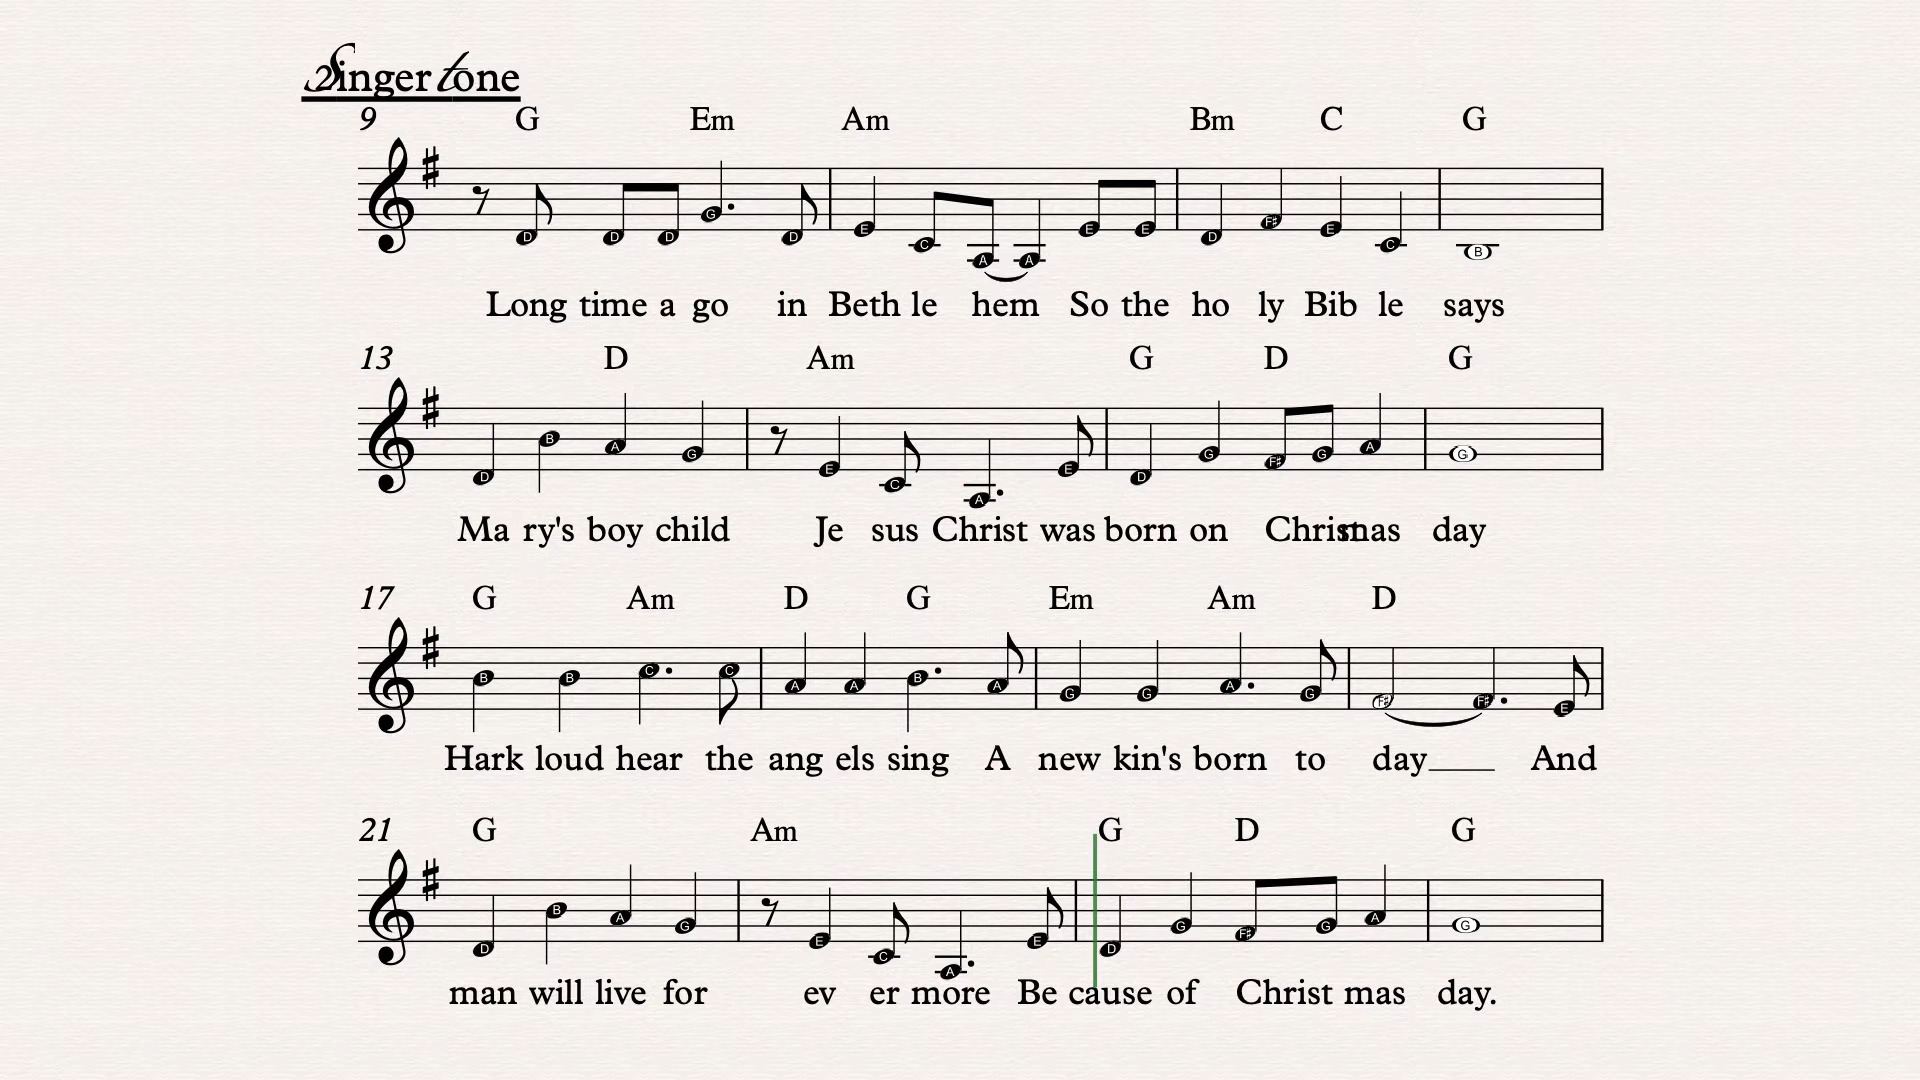 Singer tone
2
9 G Em Am Bm C G
D D D G D E C A A E E D F# E C B
Long time a go in Beth le hem So the ho ly Bib le says
13 D Am G D G
D B A G E C A E D G F# G A G
Ma ry's boy child Je sus Christ was born on Christmas day
17 G Am D G Em Am D
B B C C A A B A G G A G F# F# E
Hark loud hear the ang els sing A new kin's born to day And
21 G Am G D G
D B A G E C A E D G F# G A G
man will live for ev er more Be cause of Christ mas day.